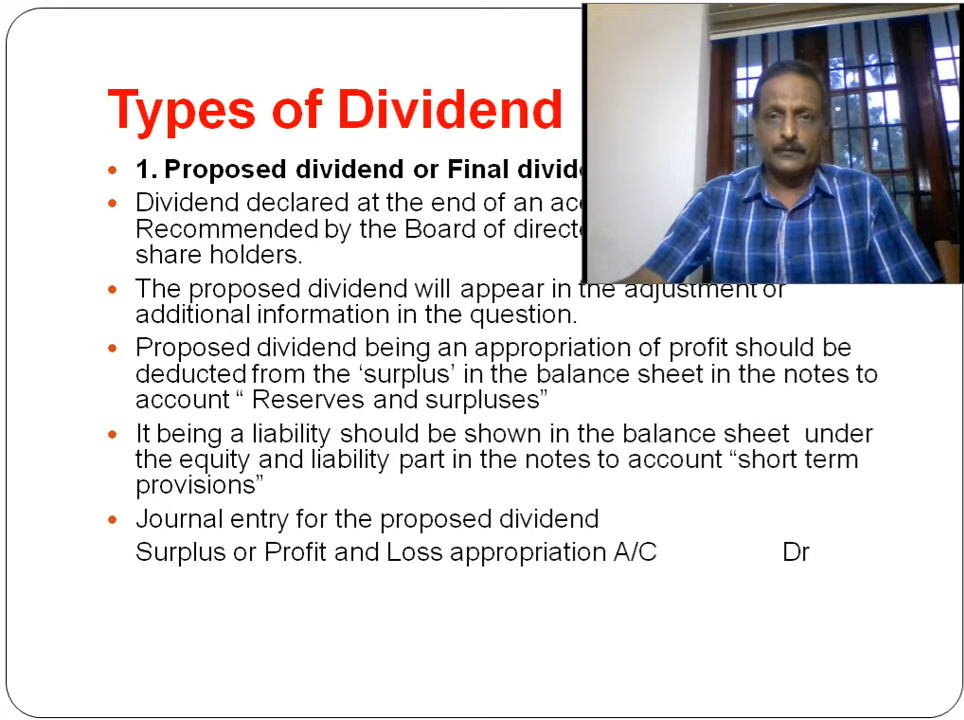 Types of Dividend
• 1. Proposed dividend or Final
• Dividend declared at the end of an
Recommended by the Board of
share holders.
• The proposed dividend will appear in the adjustment or
additional information in the question.
• Proposed dividend being an appropriation of profit should be
deducted from the ‘surplus’ in the balance sheet in the notes to
account “ Reserves and surpluses”
• It being a liability should be shown in the balance sheet under
the equity and liability part in the notes to account “short term
provisions”
• Journal entry for the proposed dividend
Surplus or Profit and Loss appropriation A/C Dr